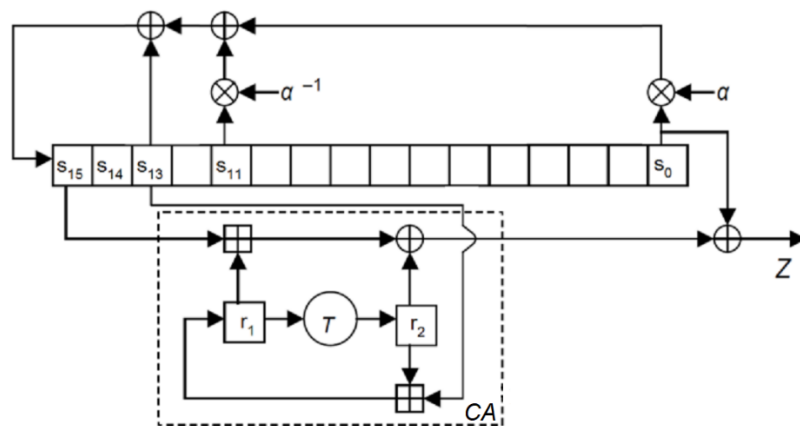 α⁻¹
α
s₁₅ s₁₄ s₁₃ s₁₁ s₀
Z
r₁ T r₂
CA